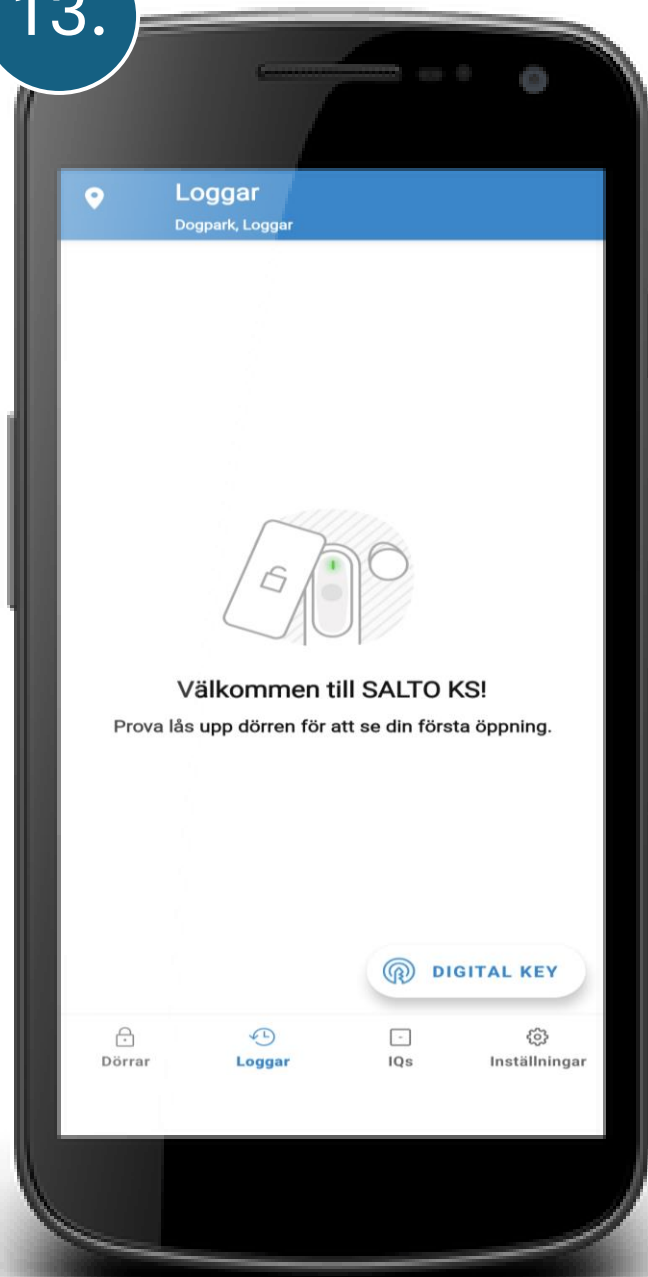 13.
Loggar
Dogpark, Loggar
Välkommen till SALTO KS!
Prova lås upp dörren för att se din första öppning.
DIGITAL KEY
Dörrar
Loggar
IQs
Inställningar